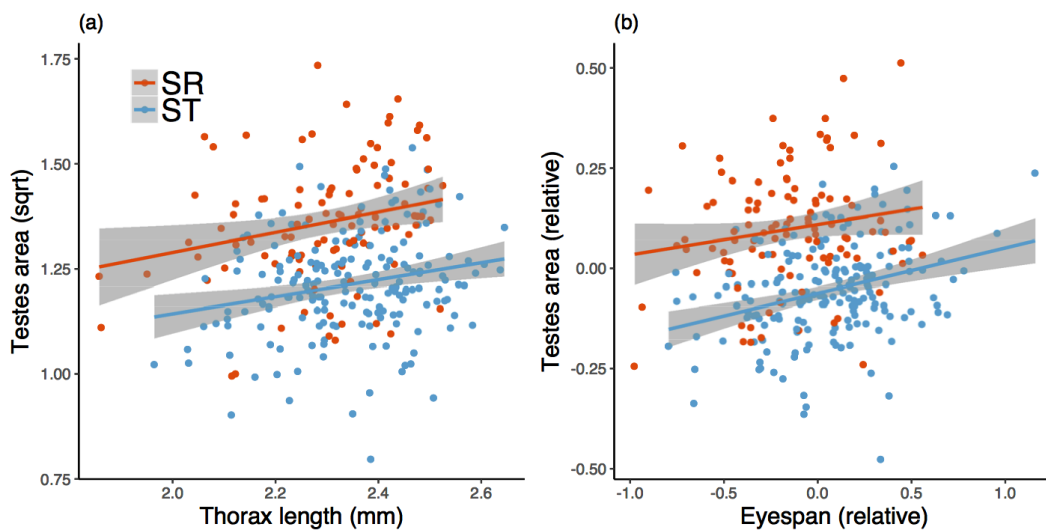 (a)
SR
ST
1.75
1.50
1.25
1.00
0.75
2.0 2.2 2.4 2.6
Testes area (sqrt)
Thorax length (mm)
(b)
0.50
0.25
0.00
-0.25
-0.50
-1.0 -0.5 0.0 0.5 1.0
Testes area (relative)
Eyespan (relative)